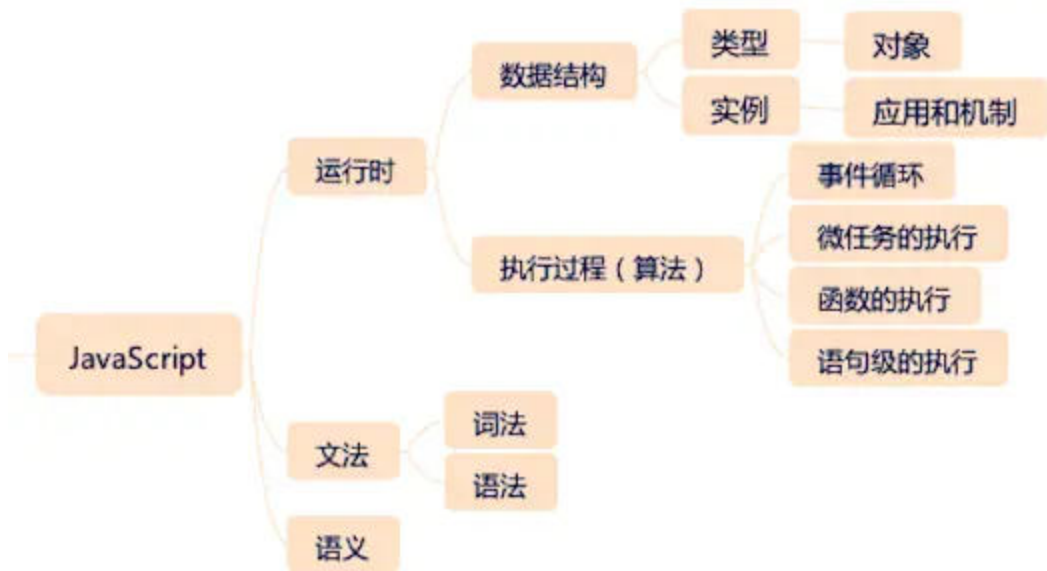 类型
对象
数据结构
实例
应用和机制
运行时
事件循环
微任务的执行
执行过程（算法）
函数的执行
语句级的执行
JavaScript
词法
文法
语法
语义